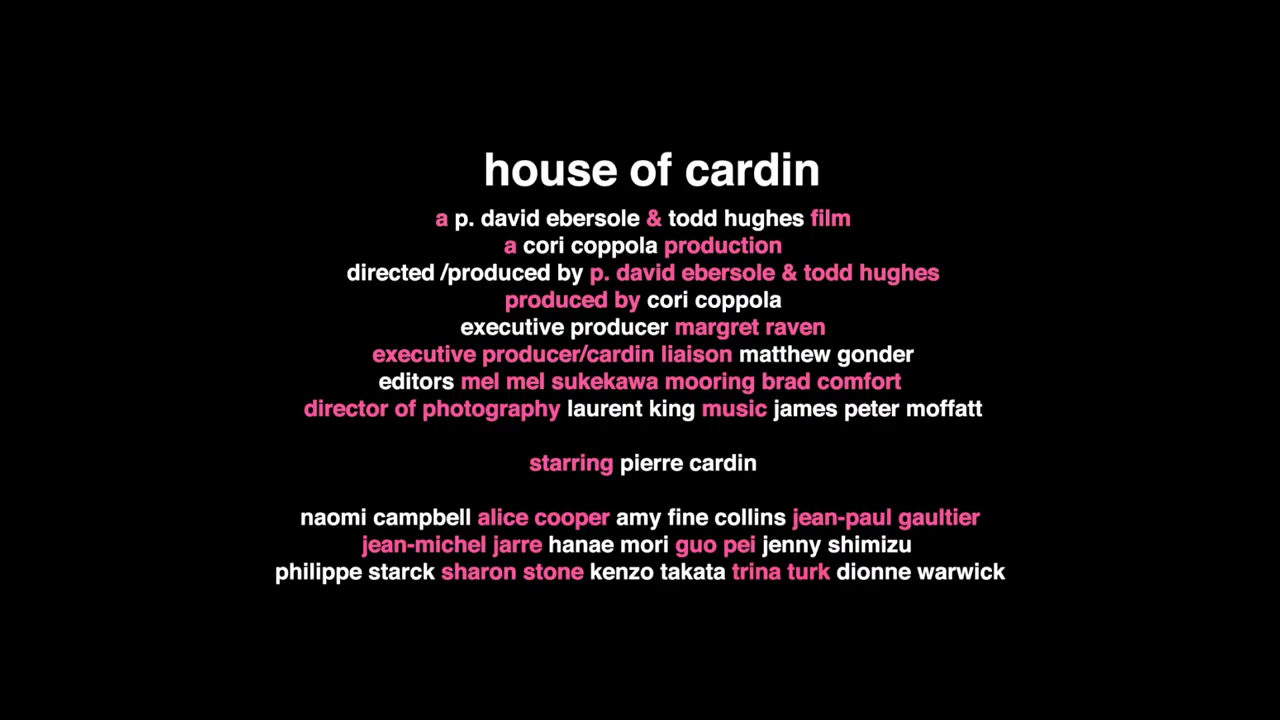 house of cardin
a p. david ebersole & todd hughes film
a cori coppola production
directed /produced by p. david ebersole & todd hughes
produced by cori coppola
executive producer margret raven
executive producer/cardin liaison matthew gonder
editors mel mel sukekawa mooring brad comfort
director of photography laurent king music james peter moffatt
starring pierre cardin
naomi campbell alice cooper amy fine collins jean-paul gaultier
jean-michel jarre hanae mori guo pei jenny shimizu
philippe starck sharon stone kenzo takata trina turk dionne warwick